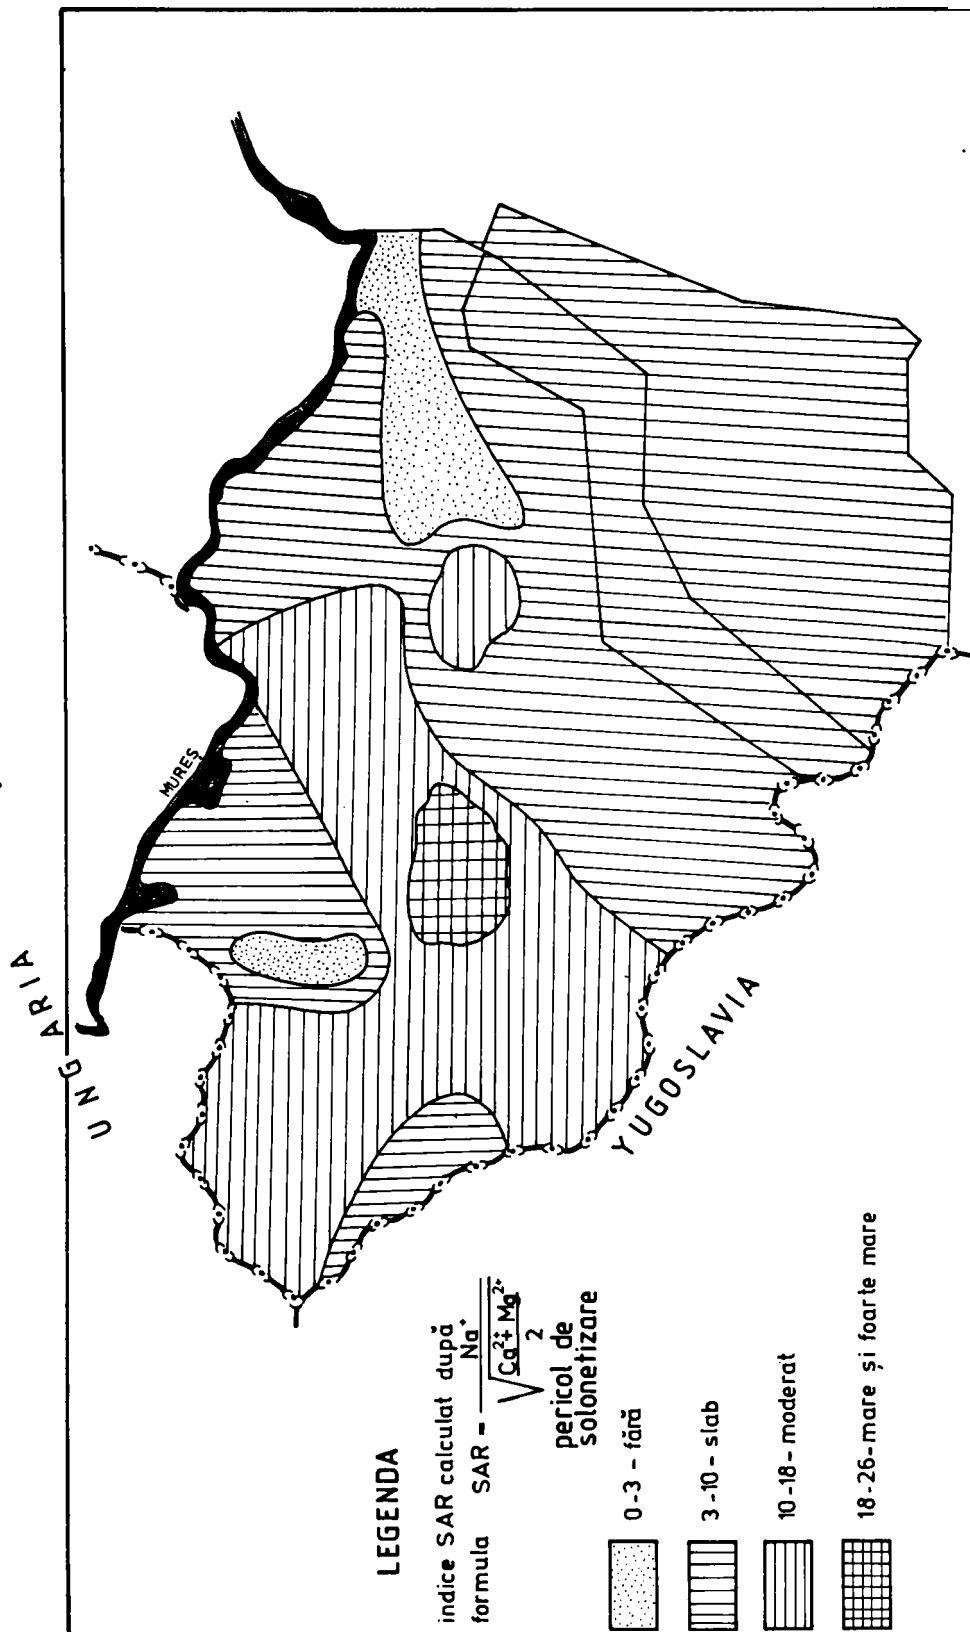 UNGARIA
MUREȘ
YUGOSLAVIA
LEGENDA
indice SAR calculat după
formula SAR = Na⁺ / √((Ca²⁺ + Mg²⁺) / 2)
pericol de
solonetizare
0-3 - fără
3-10 - slab
10-18 - moderat
18-26-mare și foarte mare